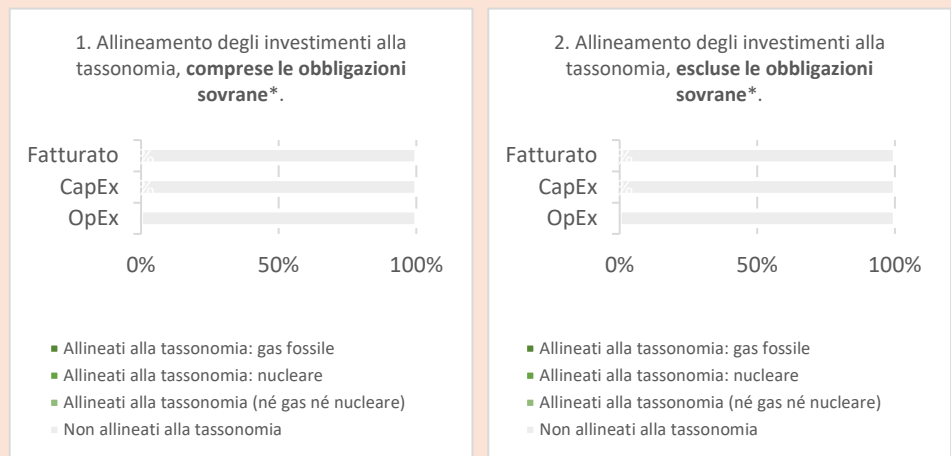 1. Allineamento degli investimenti alla
tassonomia, comprese le obbligazioni
sovrane*.
Fatturato
CapEx
OpEx
0% 50% 100%
Allineati alla tassonomia: gas fossile
Allineati alla tassonomia: nucleare
Allineati alla tassonomia (né gas né nucleare)
Non allineati alla tassonomia
2. Allineamento degli investimenti alla
tassonomia, escluse le obbligazioni
sovrane*.
Fatturato
CapEx
OpEx
0% 50% 100%
Allineati alla tassonomia: gas fossile
Allineati alla tassonomia: nucleare
Allineati alla tassonomia (né gas né nucleare)
Non allineati alla tassonomia